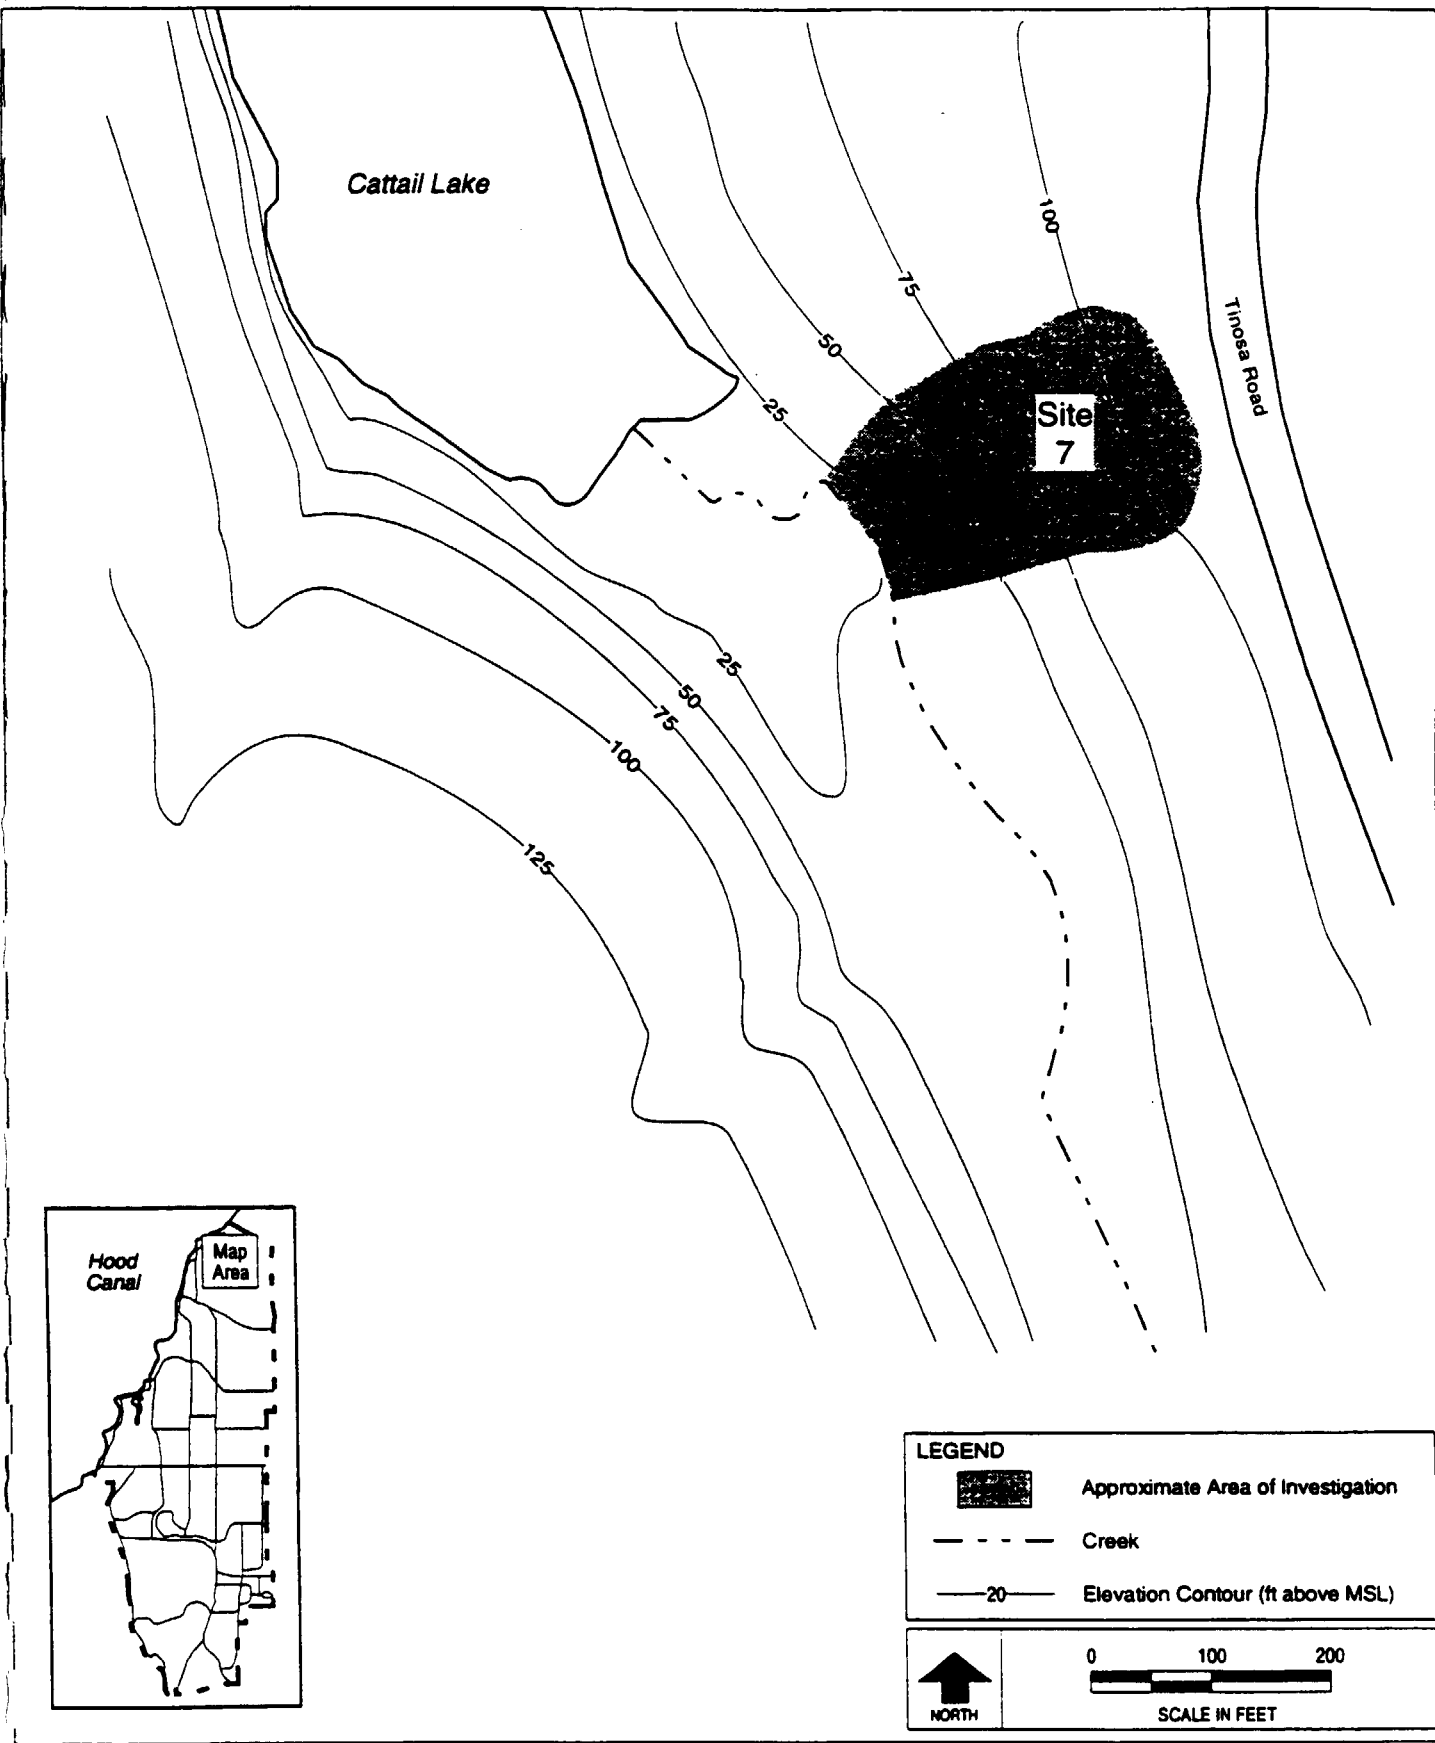 Cattail Lake
100
75
50
25
Tinosa Road
Site
7
25
50
75
100
125
Hood
Canal
Map
Area
LEGEND
Approximate Area of Investigation
Creek
20
Elevation Contour (ft above MSL)
NORTH
0 100 200
SCALE IN FEET